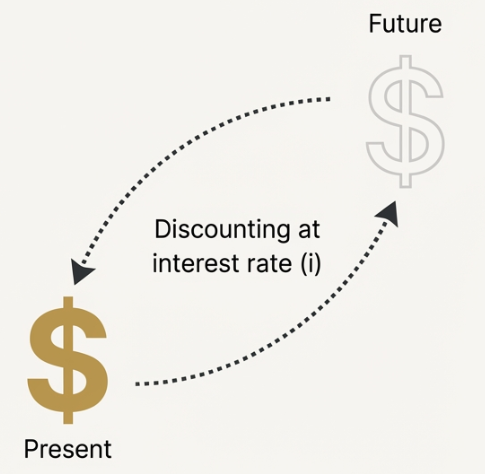 Future
$
Discounting at
interest rate (i)
$
Present